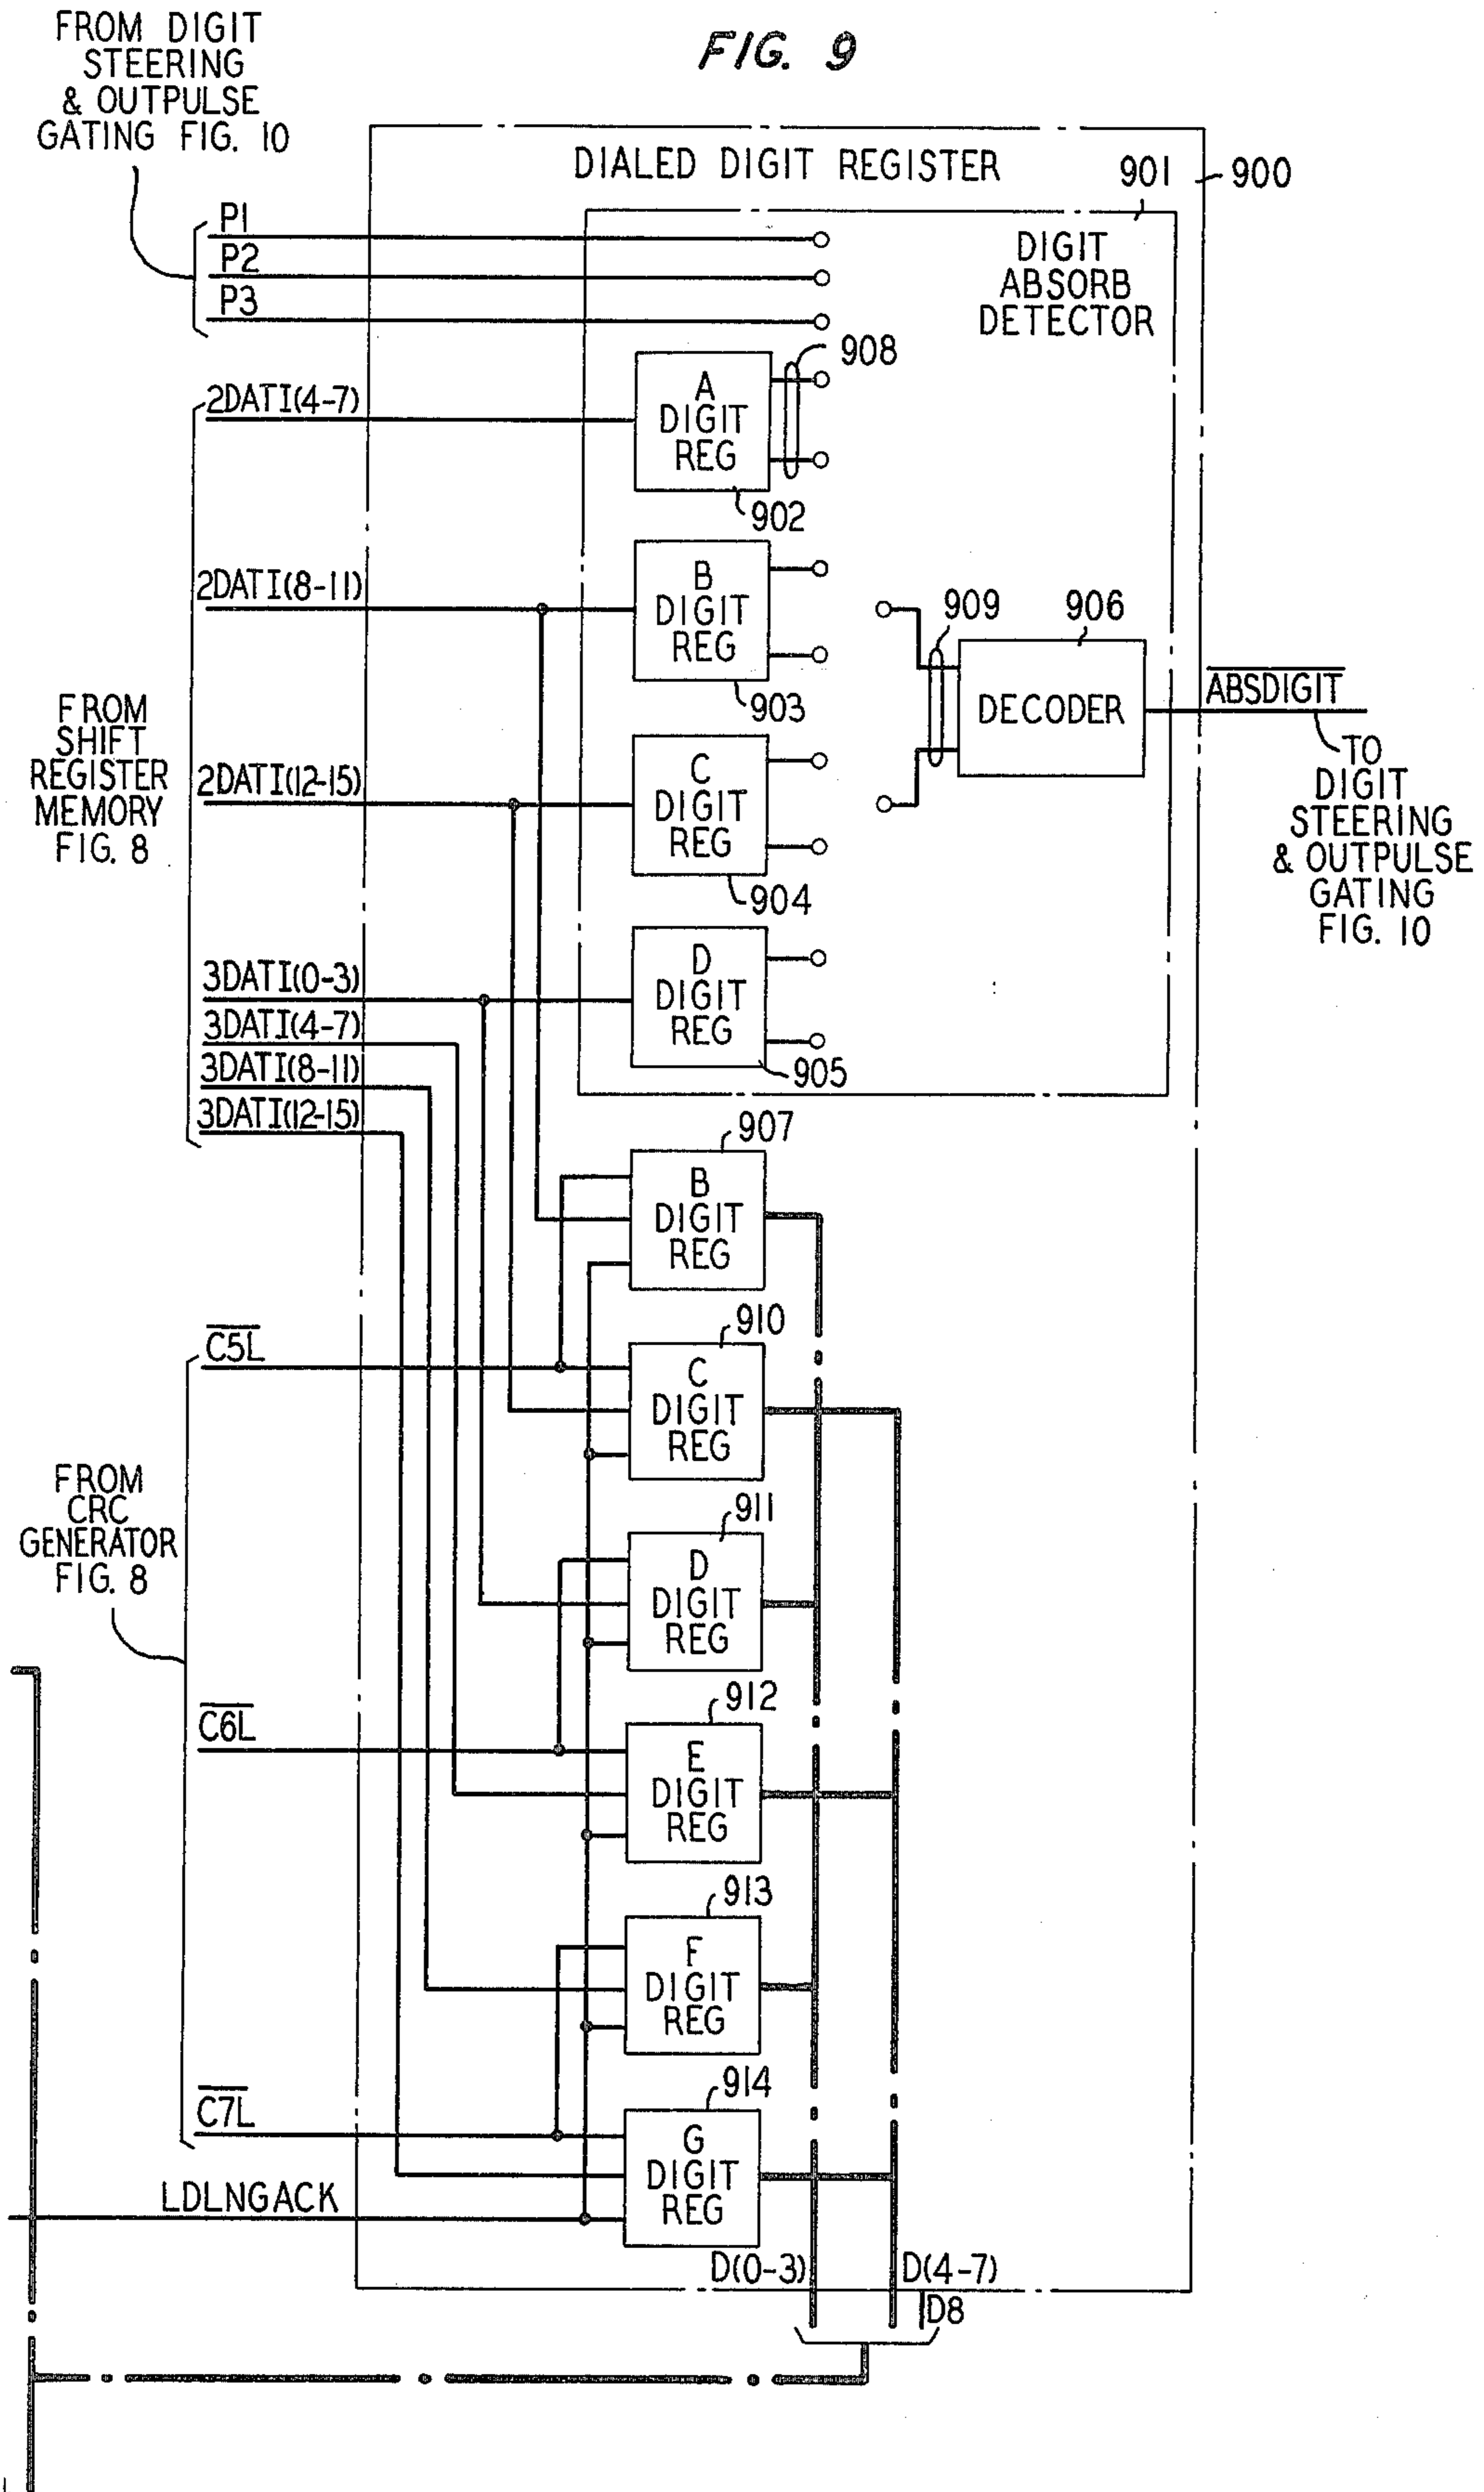 FIG. 9
FROM DIGIT
STEERING
& OUTPULSE
GATING FIG. 10
DIALED DIGIT REGISTER
901
900
P1
P2
P3
DIGIT
ABSORB
DETECTOR
908
2DATI(4-7)
A
DIGIT
REG
902
2DATI(8-11)
B
DIGIT
REG
903
909
906
DECODER
ABSDIGIT
TO
DIGIT
STEERING
& OUTPULSE
GATING
FIG. 10
FROM
SHIFT
REGISTER
MEMORY
FIG. 8
2DATI(12-15)
C
DIGIT
REG
904
3DATI(0-3)
3DATI(4-7)
3DATI(8-11)
3DATI(12-15)
D
DIGIT
REG
905
907
B
DIGIT
REG
C5L
910
C
DIGIT
REG
FROM
CRC
GENERATOR
FIG. 8
911
D
DIGIT
REG
C6L
912
E
DIGIT
REG
913
F
DIGIT
REG
C7L
914
G
DIGIT
REG
LDLNGACK
D(0-3)
D(4-7)
D8